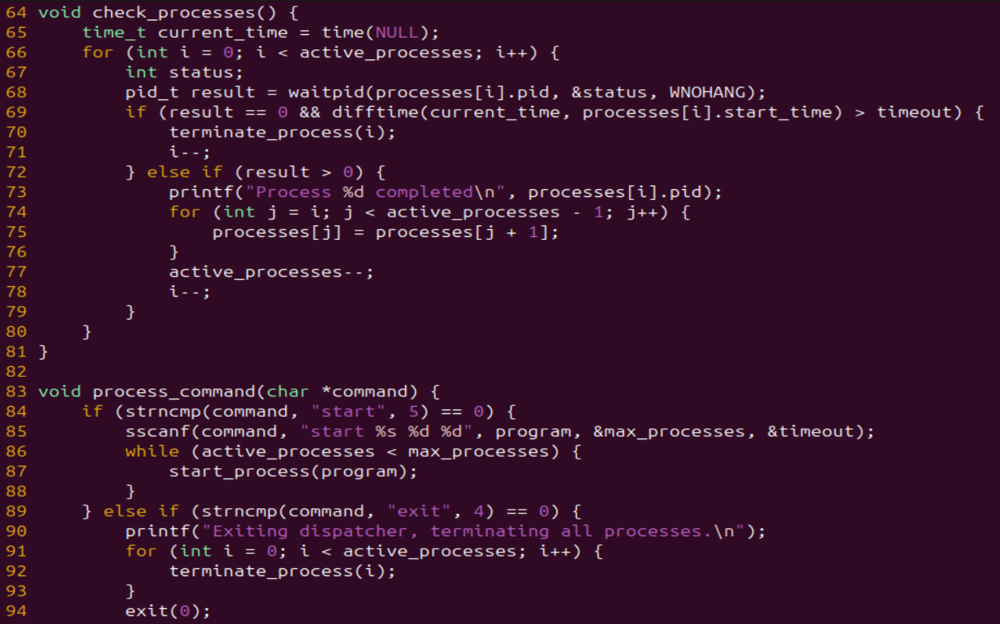 64 void check_processes() {
65     time_t current_time = time(NULL);
66     for (int i = 0; i < active_processes; i++) {
67         int status;
68         pid_t result = waitpid(processes[i].pid, &status, WNOHANG);
69         if (result == 0 && difftime(current_time, processes[i].start_time) > timeout) {
70             terminate_process(i);
71             i--;
72         } else if (result > 0) {
73             printf("Process %d completed\n", processes[i].pid);
74             for (int j = i; j < active_processes - 1; j++) {
75                 processes[j] = processes[j + 1];
76             }
77             active_processes--;
78             i--;
79         }
80     }
81 }
82
83 void process_command(char *command) {
84     if (strncmp(command, "start", 5) == 0) {
85         sscanf(command, "start %s %d %d", program, &max_processes, &timeout);
86         while (active_processes < max_processes) {
87             start_process(program);
88         }
89     } else if (strncmp(command, "exit", 4) == 0) {
90         printf("Exiting dispatcher, terminating all processes.\n");
91         for (int i = 0; i < active_processes; i++) {
92             terminate_process(i);
93         }
94         exit(0);